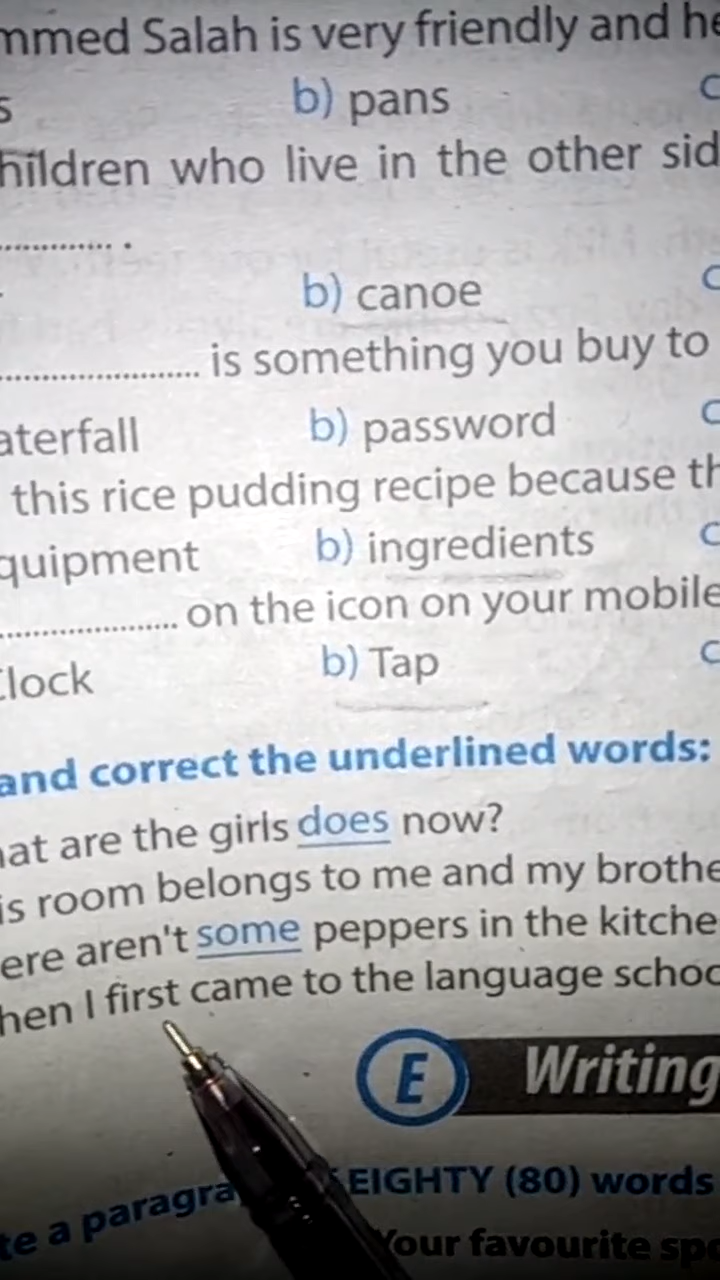 mmed Salah is very friendly and he
s b) pans c
hildren who live in the other sid
.............. .
b) canoe c
........................ is something you buy to
aterfall b) password c
this rice pudding recipe because th
quipment b) ingredients c
..................... on the icon on your mobile
lock b) Tap c
and correct the underlined words:
hat are the girls does now?
is room belongs to me and my brothe
ere aren't some peppers in the kitche
hen I first came to the language schoo
E Writing
te a paragra EIGHTY (80) words
Your favourite spo